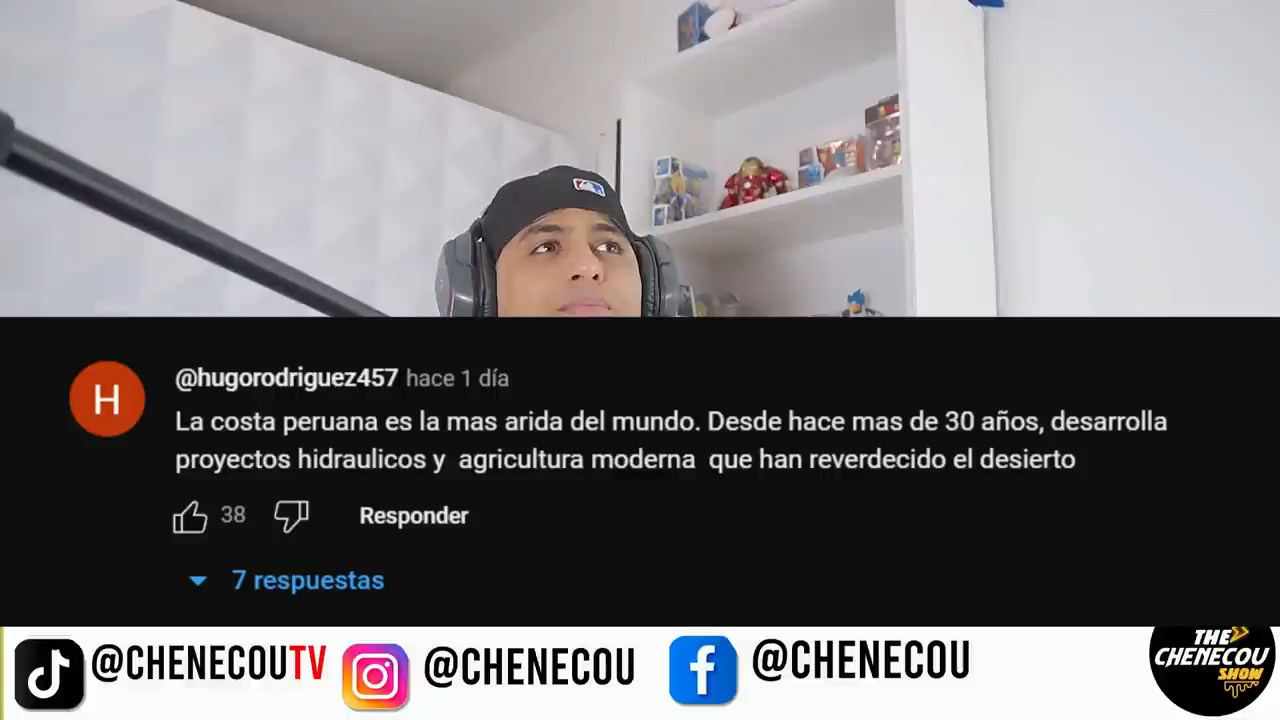 H
@hugorodriguez457 hace 1 día
La costa peruana es la mas arida del mundo. Desde hace mas de 30 años, desarrolla
proyectos hidraulicos y agricultura moderna que han reverdecido el desierto
38
Responder
7 respuestas
@CHENECOUTV
@CHENECOU
@CHENECOU
THE
CHENECOU
SHOW